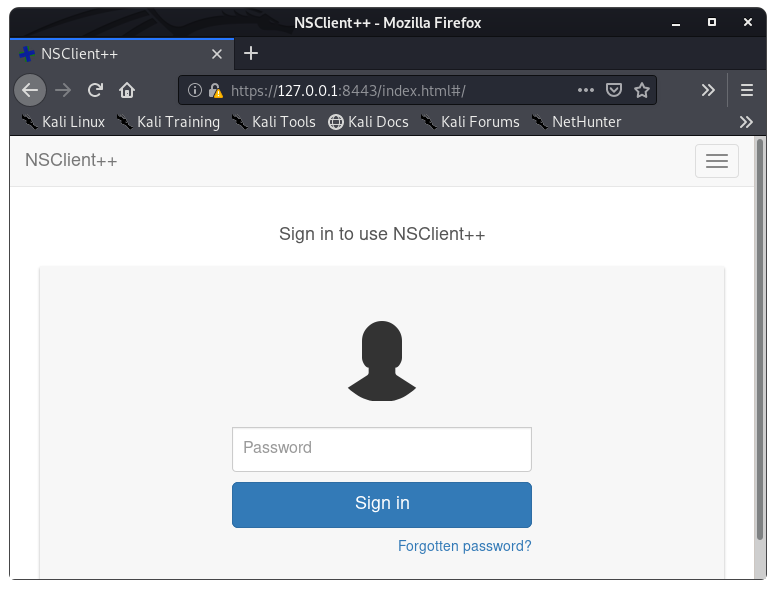 NSClient++ - Mozilla Firefox
NSClient++
https://127.0.0.1:8443/index.html#/
Kali Linux Kali Training Kali Tools Kali Docs Kali Forums NetHunter
NSClient++
Sign in to use NSClient++
Password
Sign in
Forgotten password?